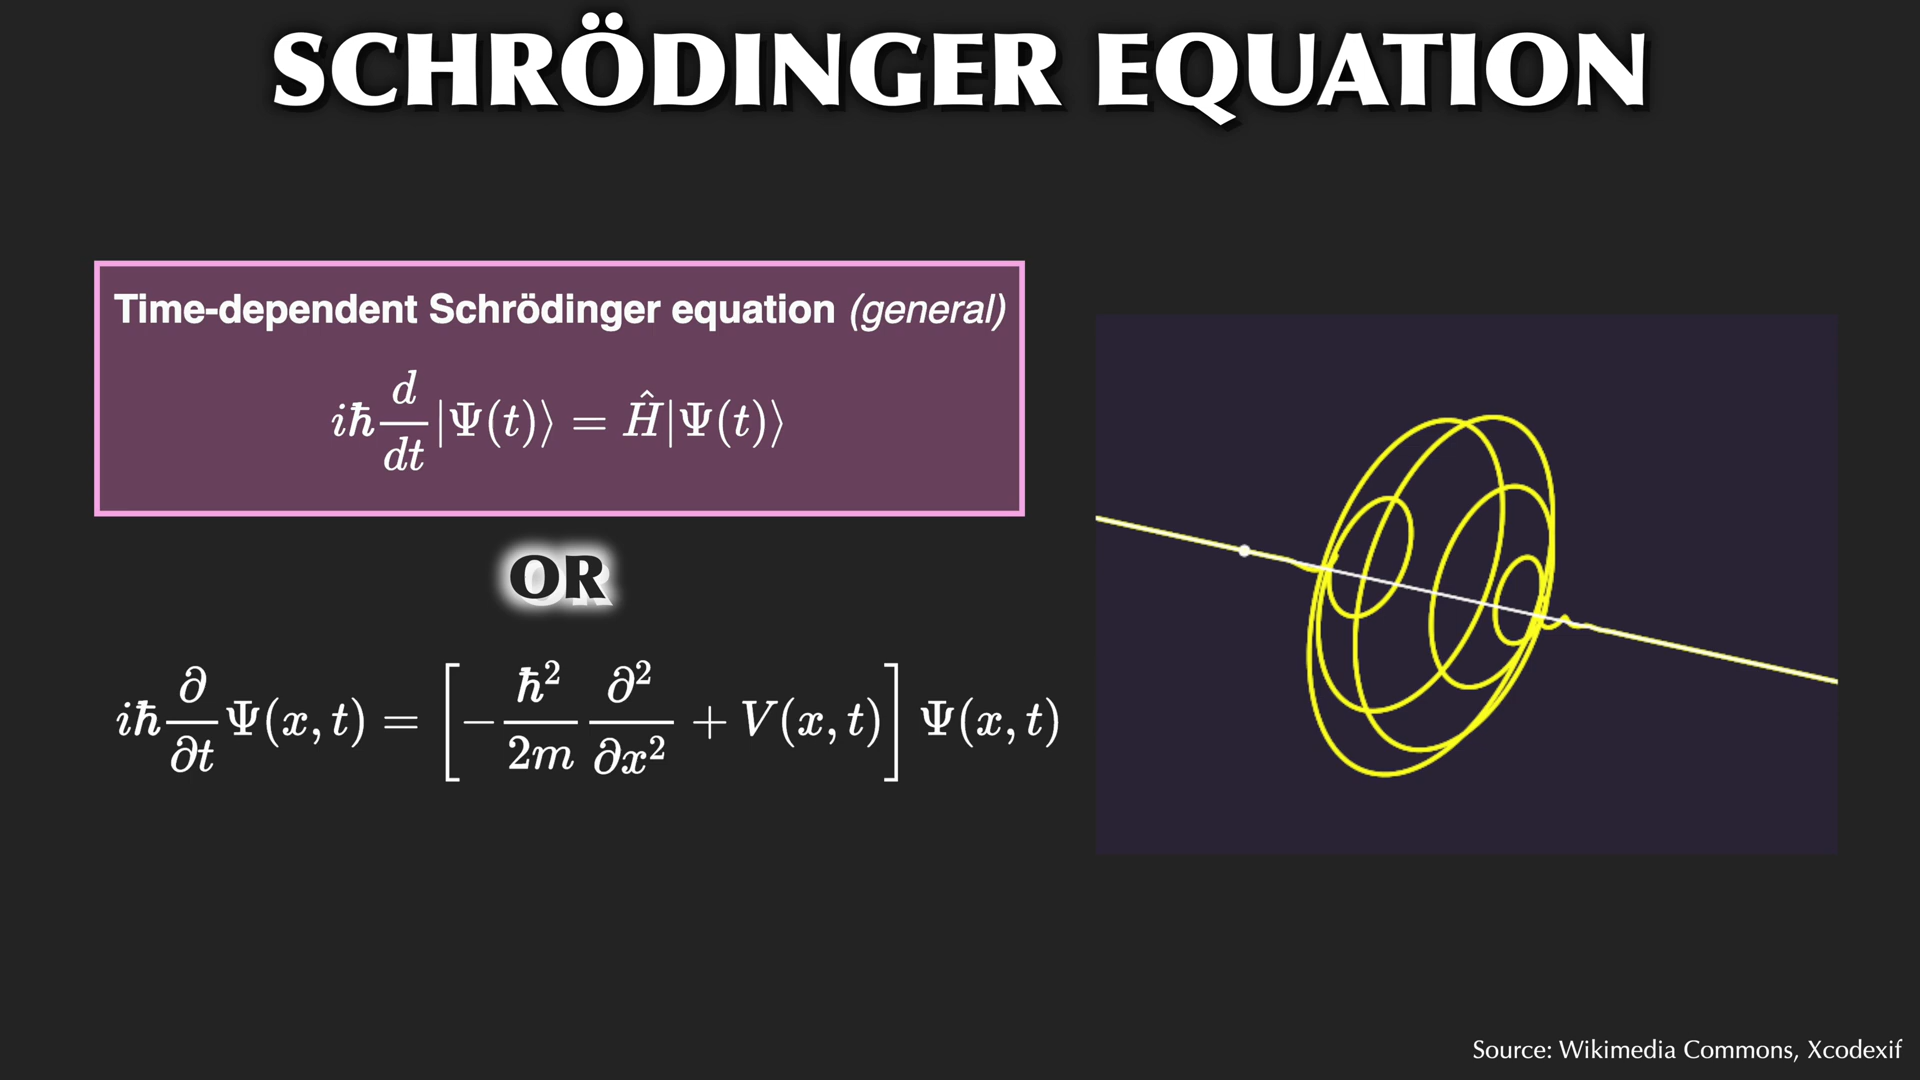 SCHRÖDINGER EQUATION
Time-dependent Schrödinger equation (general)
iħ d/dt |Ψ(t)⟩ = Ĥ|Ψ(t)⟩
OR
iħ ∂/∂t Ψ(x, t) = [−ħ²/2m ∂²/∂x² + V(x, t)] Ψ(x, t)
Source: Wikimedia Commons, Xcodexif